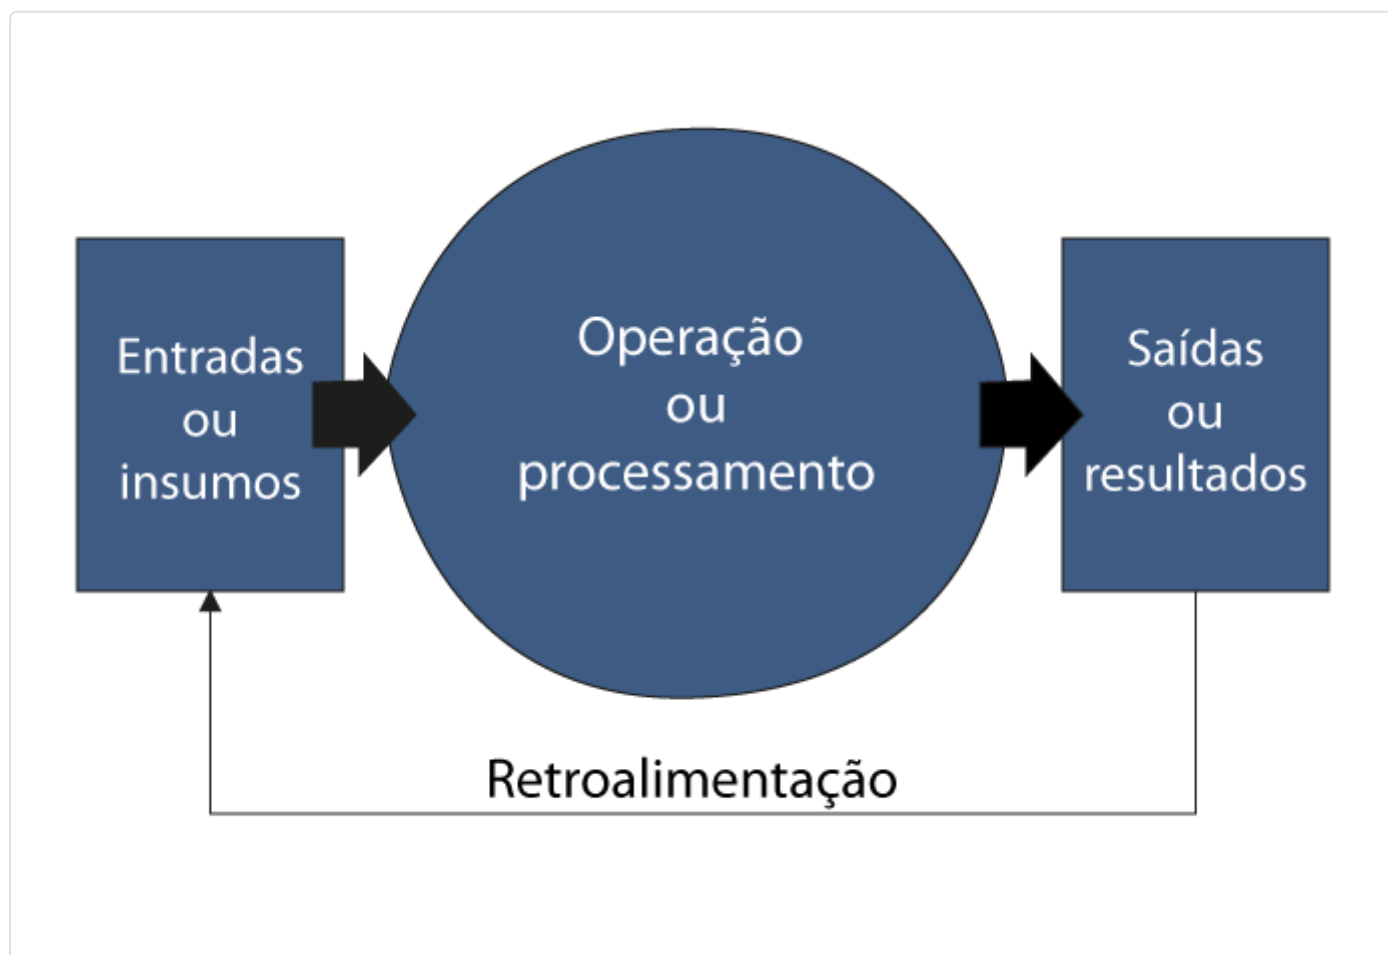 Entradas
ou
insumos
Operação
ou
processamento
Saídas
ou
resultados
Retroalimentação